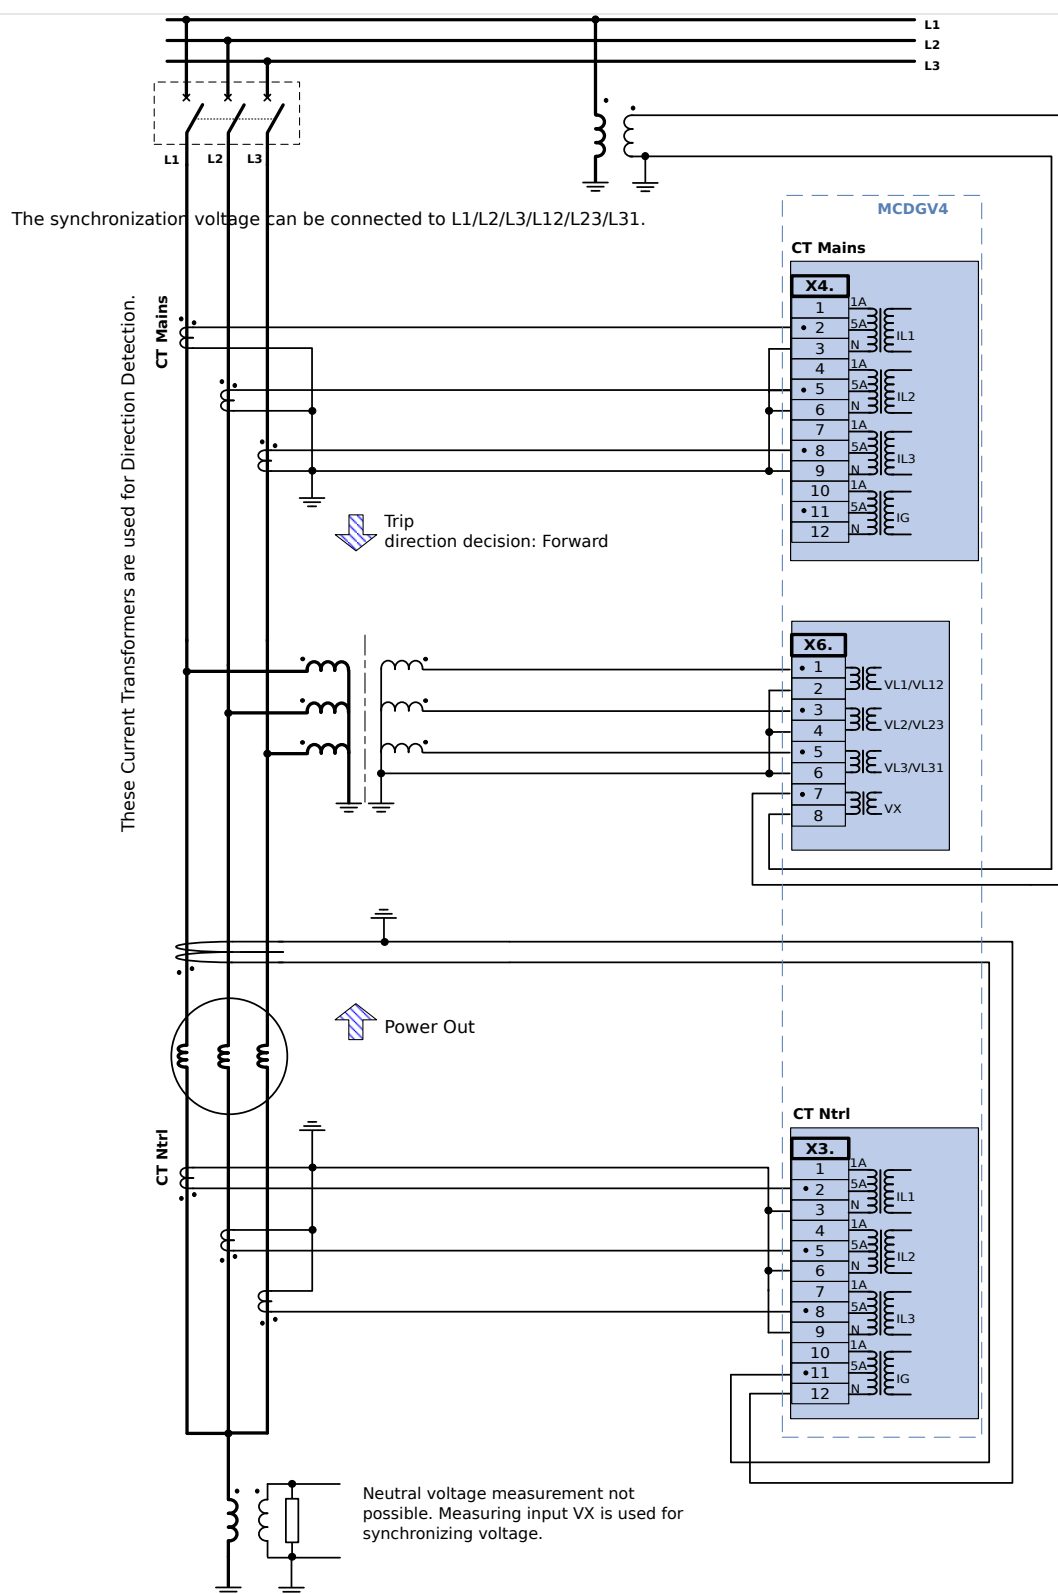 L1
L2
L3
L1 L2 L3
The synchronization voltage can be connected to L1/L2/L3/L12/L23/L31.
MCDGV4
CT Mains
X4.
1 1A
2 5A IL1
3 N
4 1A
5 5A IL2
6 N
7 1A
8 5A IL3
9 N
10 1A
11 5A IG
12 N
CT Mains
These Current Transformers are used for Direction Detection.
Trip
direction decision: Forward
X6.
1
2 VL1/VL12
3
4 VL2/VL23
5
6 VL3/VL31
7
8 VX
Power Out
CT Ntrl
CT Ntrl
X3.
1 1A
2 5A IL1
3 N
4 1A
5 5A IL2
6 N
7 1A
8 5A IL3
9 N
10 1A
11 5A IG
12 N
Neutral voltage measurement not
possible. Measuring input VX is used for
synchronizing voltage.